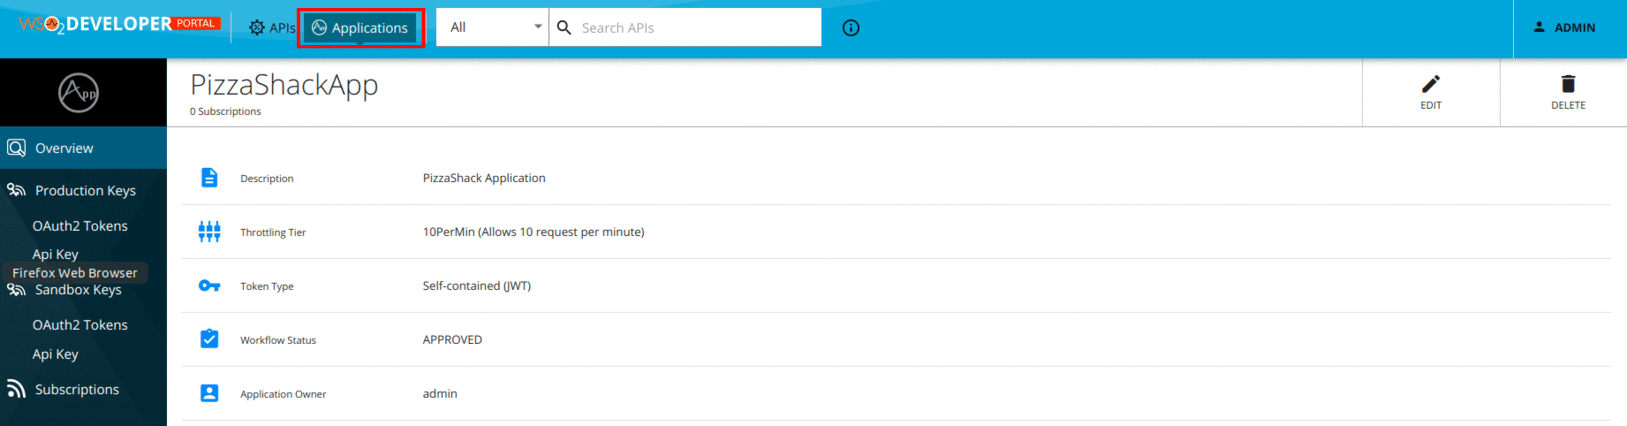 WSO2 DEVELOPER PORTAL
APIs
Applications
All
Search APIs
ADMIN
App
PizzaShackApp
0 Subscriptions
EDIT
DELETE
Overview
Production Keys
OAuth2 Tokens
Api Key
Firefox Web Browser
Sandbox Keys
OAuth2 Tokens
Api Key
Subscriptions
Description PizzaShack Application
Throttling Tier 10PerMin (Allows 10 request per minute)
Token Type Self-contained (JWT)
Workflow Status APPROVED
Application Owner admin